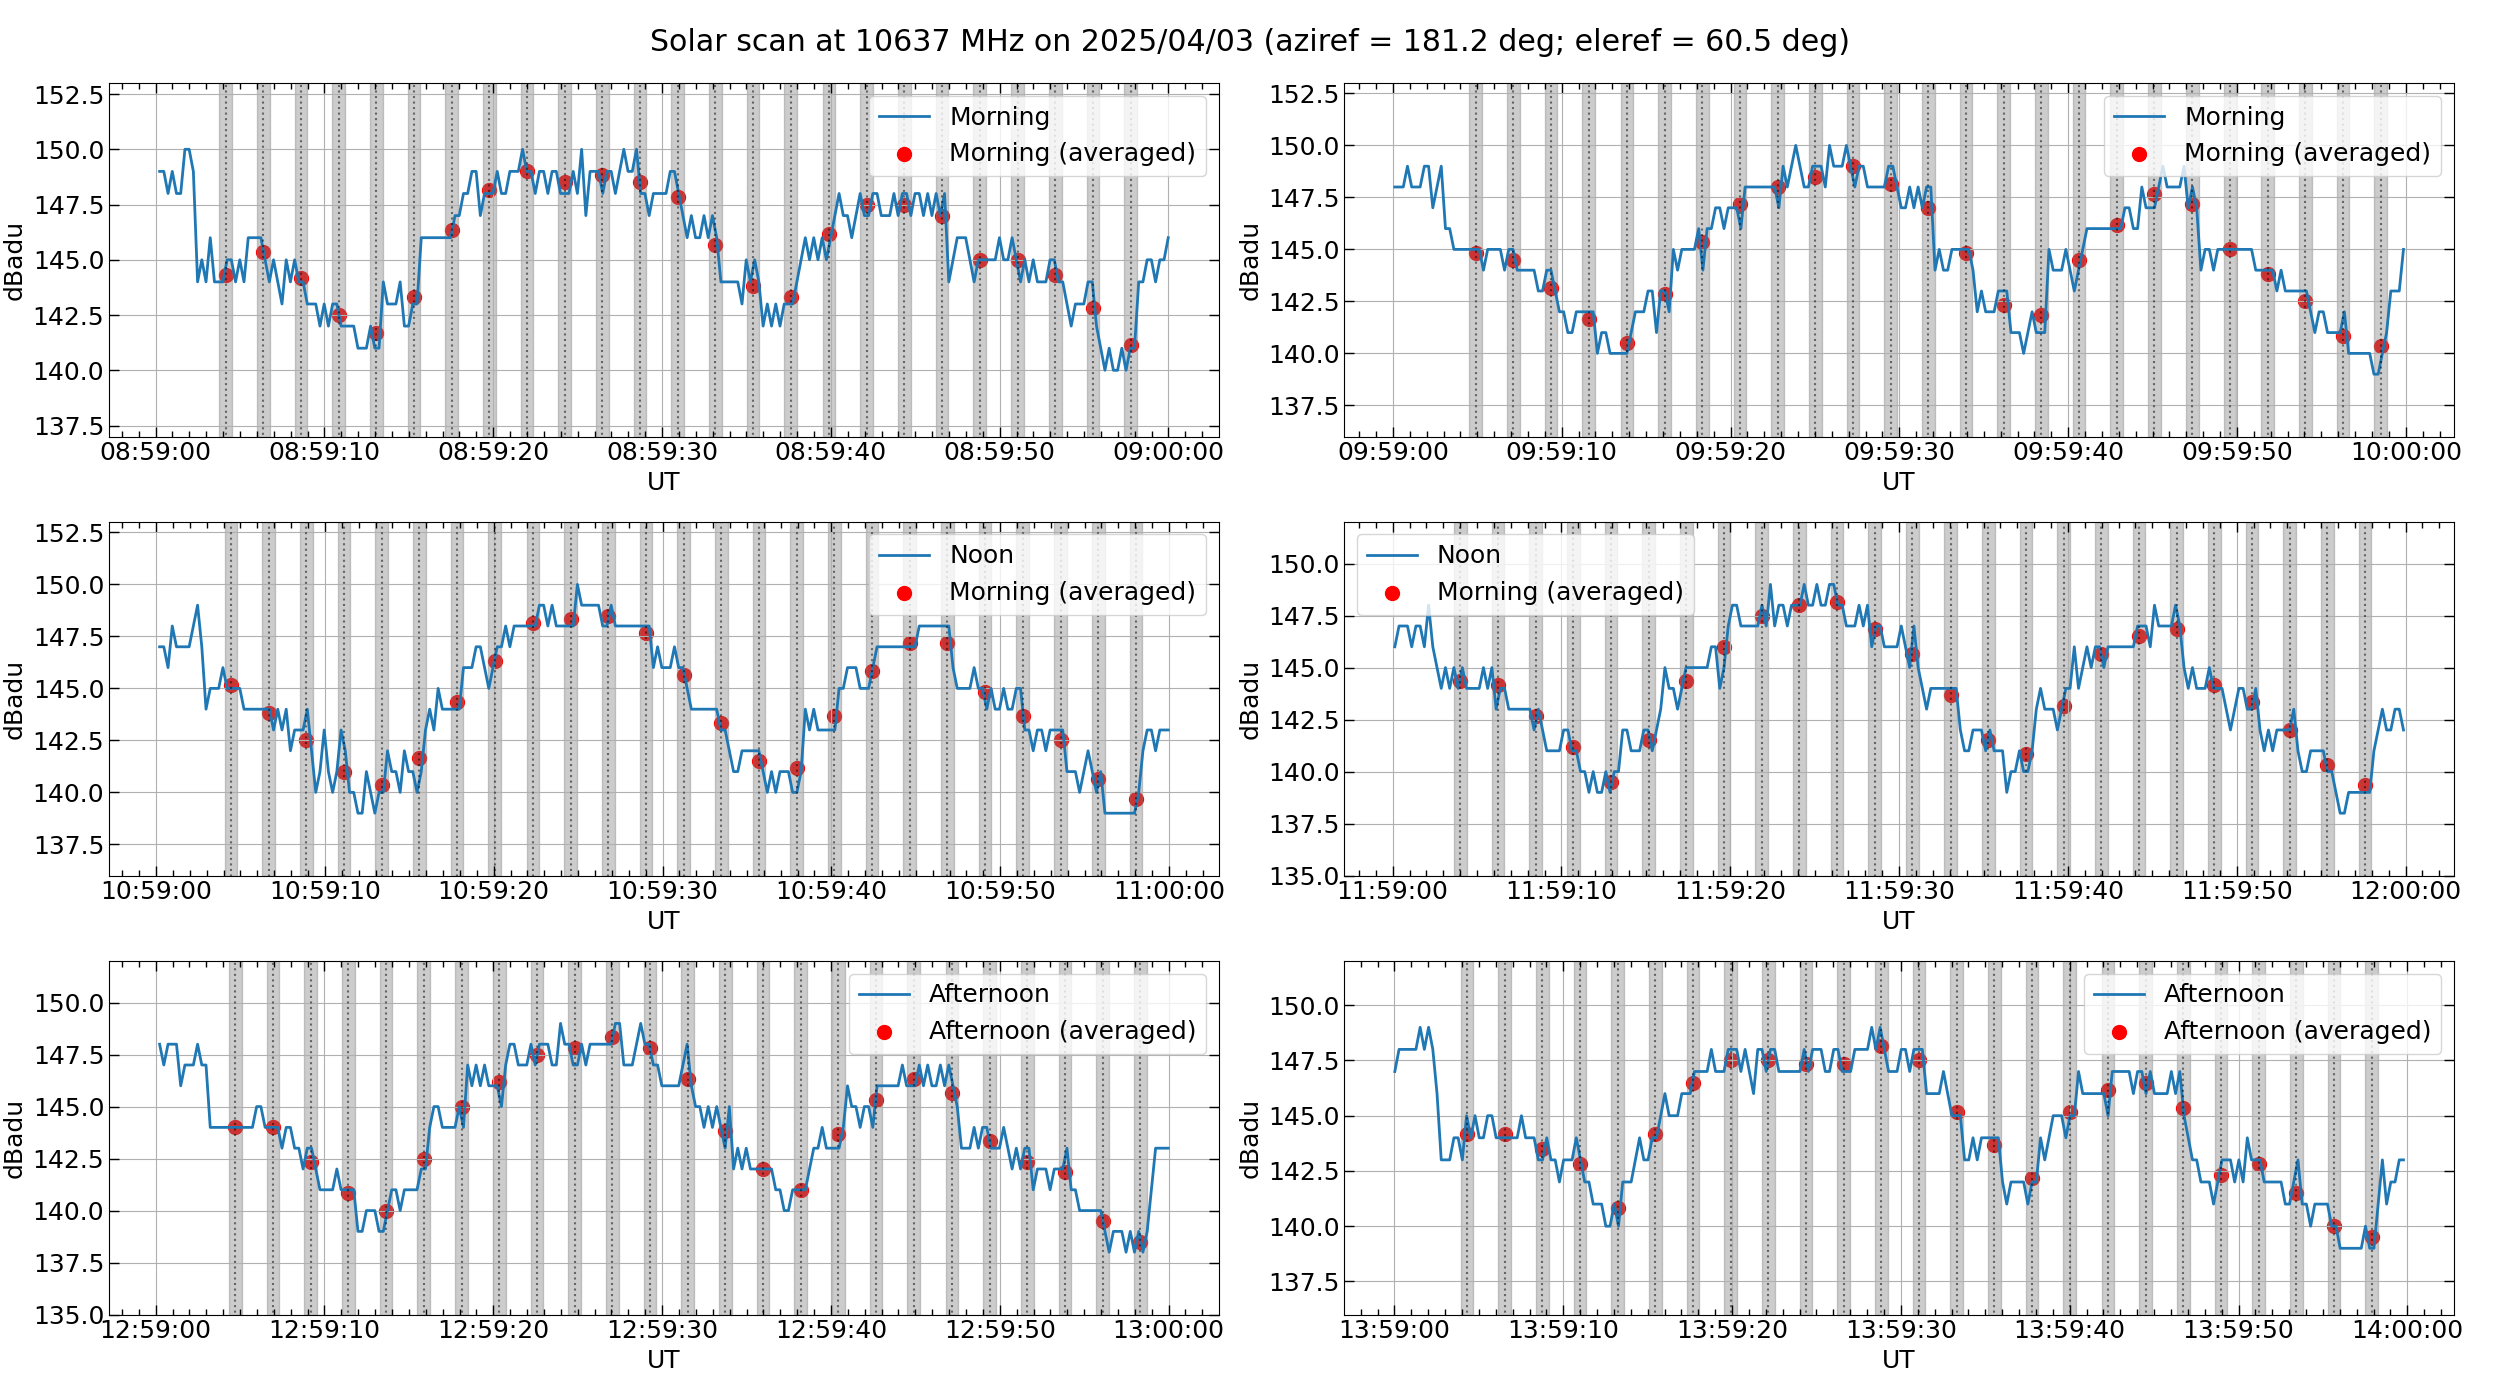 Solar scan at 10637 MHz on 2025/04/03 (aziref = 181.2 deg; eleref = 60.5 deg)
152.5
150.0
147.5
145.0
142.5
140.0
137.5
dBadu
Morning
Morning (averaged)
08:59:00 08:59:10 08:59:20 08:59:30 08:59:40 08:59:50 09:00:00
UT
152.5
150.0
147.5
145.0
142.5
140.0
137.5
dBadu
Morning
Morning (averaged)
09:59:00 09:59:10 09:59:20 09:59:30 09:59:40 09:59:50 10:00:00
UT
152.5
150.0
147.5
145.0
142.5
140.0
137.5
dBadu
Noon
Morning (averaged)
10:59:00 10:59:10 10:59:20 10:59:30 10:59:40 10:59:50 11:00:00
UT
150.0
147.5
145.0
142.5
140.0
137.5
135.0
dBadu
Noon
Morning (averaged)
11:59:00 11:59:10 11:59:20 11:59:30 11:59:40 11:59:50 12:00:00
UT
150.0
147.5
145.0
142.5
140.0
137.5
135.0
dBadu
Afternoon
Afternoon (averaged)
12:59:00 12:59:10 12:59:20 12:59:30 12:59:40 12:59:50 13:00:00
UT
150.0
147.5
145.0
142.5
140.0
137.5
dBadu
Afternoon
Afternoon (averaged)
13:59:00 13:59:10 13:59:20 13:59:30 13:59:40 13:59:50 14:00:00
UT